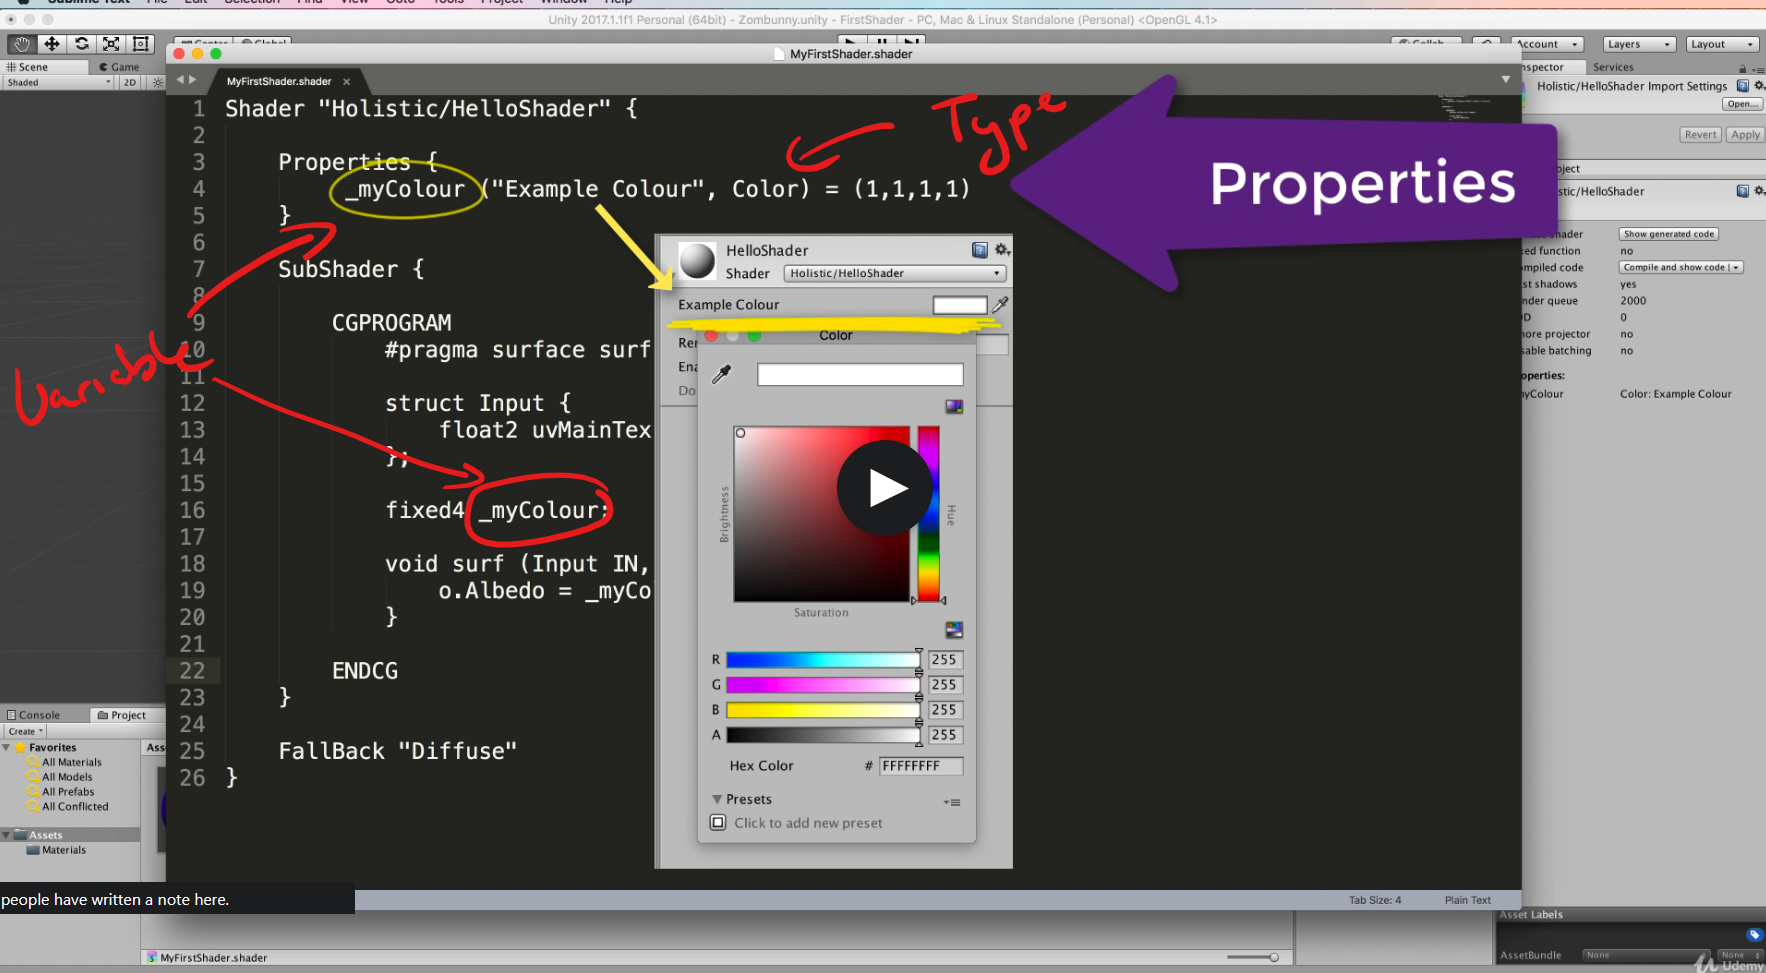 Sublime Text File Edit Selection Find View Goto Tools Project Window Help
Unity 2017.1.1f1 Personal (64bit) - Zombunny.unity - FirstShader - PC, Mac & Linux Standalone (Personal) <OpenGL 4.1>
Center Global Collab Account Layers Layout
Scene Game
Shaded 2D
MyFirstShader.shader
MyFirstShader.shader
1 Shader "Holistic/HelloShader" {
2
3 Properties {
4 _myColour ("Example Colour", Color) = (1,1,1,1)
5 }
6
7 SubShader {
8
9 CGPROGRAM
10 #pragma surface surf
11
12 struct Input {
13 float2 uvMainTex
14 };
15
16 fixed4 _myColour;
17
18 void surf (Input IN,
19 o.Albedo = _myCo
20 }
21
22 ENDCG
23 }
24
25 FallBack "Diffuse"
26 }
Type
Variable
Properties
HelloShader
Shader Holistic/HelloShader
Example Colour
Color
Rer
Ena
Do
Brightness
Hue
Saturation
R 255
G 255
B 255
A 255
Hex Color # FFFFFFFF
Presets
Click to add new preset
nspector Services
Holistic/HelloShader Import Settings
Open...
Revert Apply
bject
stic/HelloShader
ader Show generated code
ed function no
mpiled code Compile and show code
st shadows yes
nder queue 2000
D 0
nore projector no
sable batching no
operties:
yColour Color: Example Colour
Console Project
Create
Favorites Ass
All Materials
All Models
All Prefabs
All Conflicted
Assets
Materials
people have written a note here.
Tab Size: 4 Plain Text
MyFirstShader.shader
Asset Labels
AssetBundle None None
Udemy